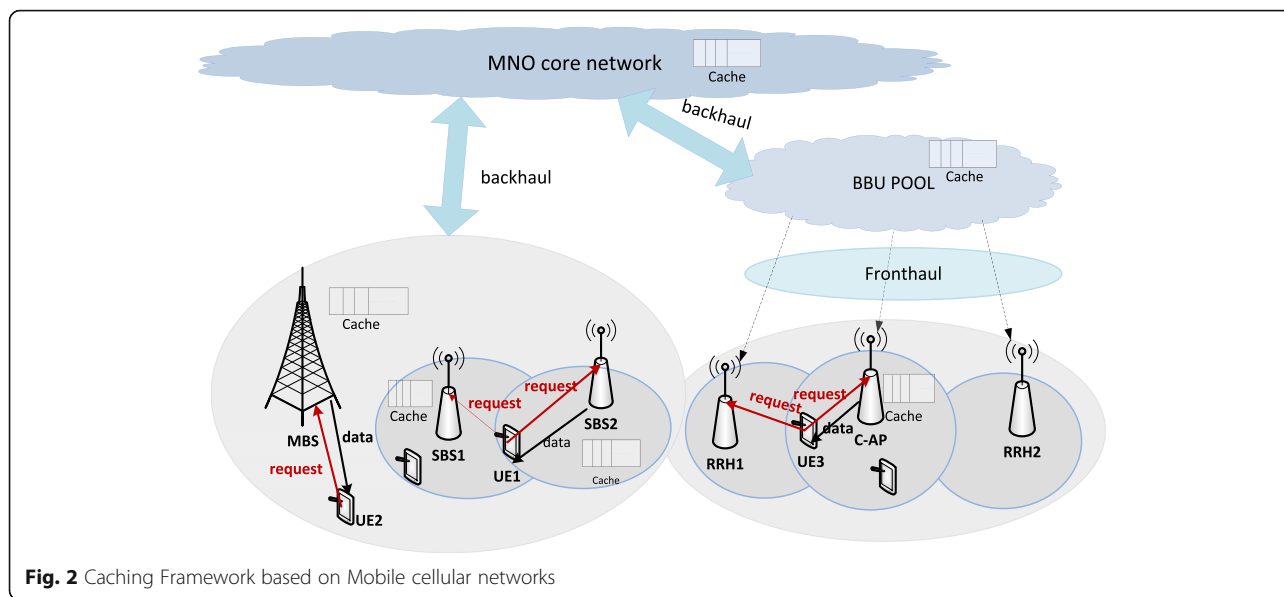 MNO core network
Cache
backhaul
backhaul
BBU POOL
Cache
Fronthaul
Cache
MBS
data
request
UE2
Cache
SBS1
request
request
UE1
data
SBS2
Cache
RRH1
request
request
UE3
data
C-AP
Cache
RRH2
Fig. 2 Caching Framework based on Mobile cellular networks